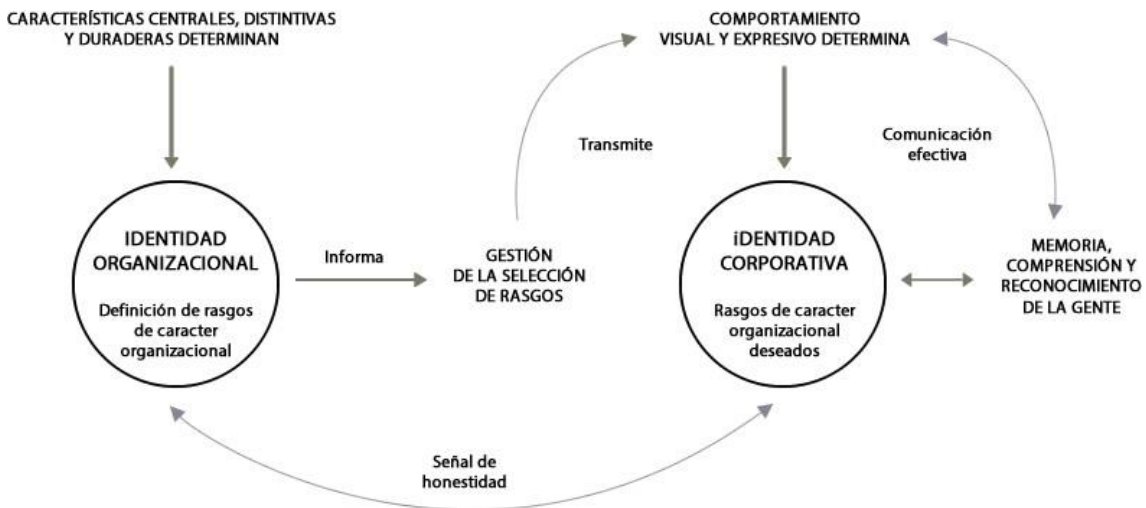 CARACTERÍSTICAS CENTRALES, DISTINTIVAS
Y DURADERAS DETERMINAN
COMPORTAMIENTO
VISUAL Y EXPRESIVO DETERMINA
Transmite
Comunicación
efectiva
IDENTIDAD
ORGANIZACIONAL
Definición de rasgos
de caracter
organizacional
Informa
GESTIÓN
DE LA SELECCIÓN
DE RASGOS
iDENTIDAD
CORPORATIVA
Rasgos de caracter
organizacional
deseados
MEMORIA,
COMPRENSIÓN Y
RECONOCIMIENTO
DE LA GENTE
Señal de
honestidad